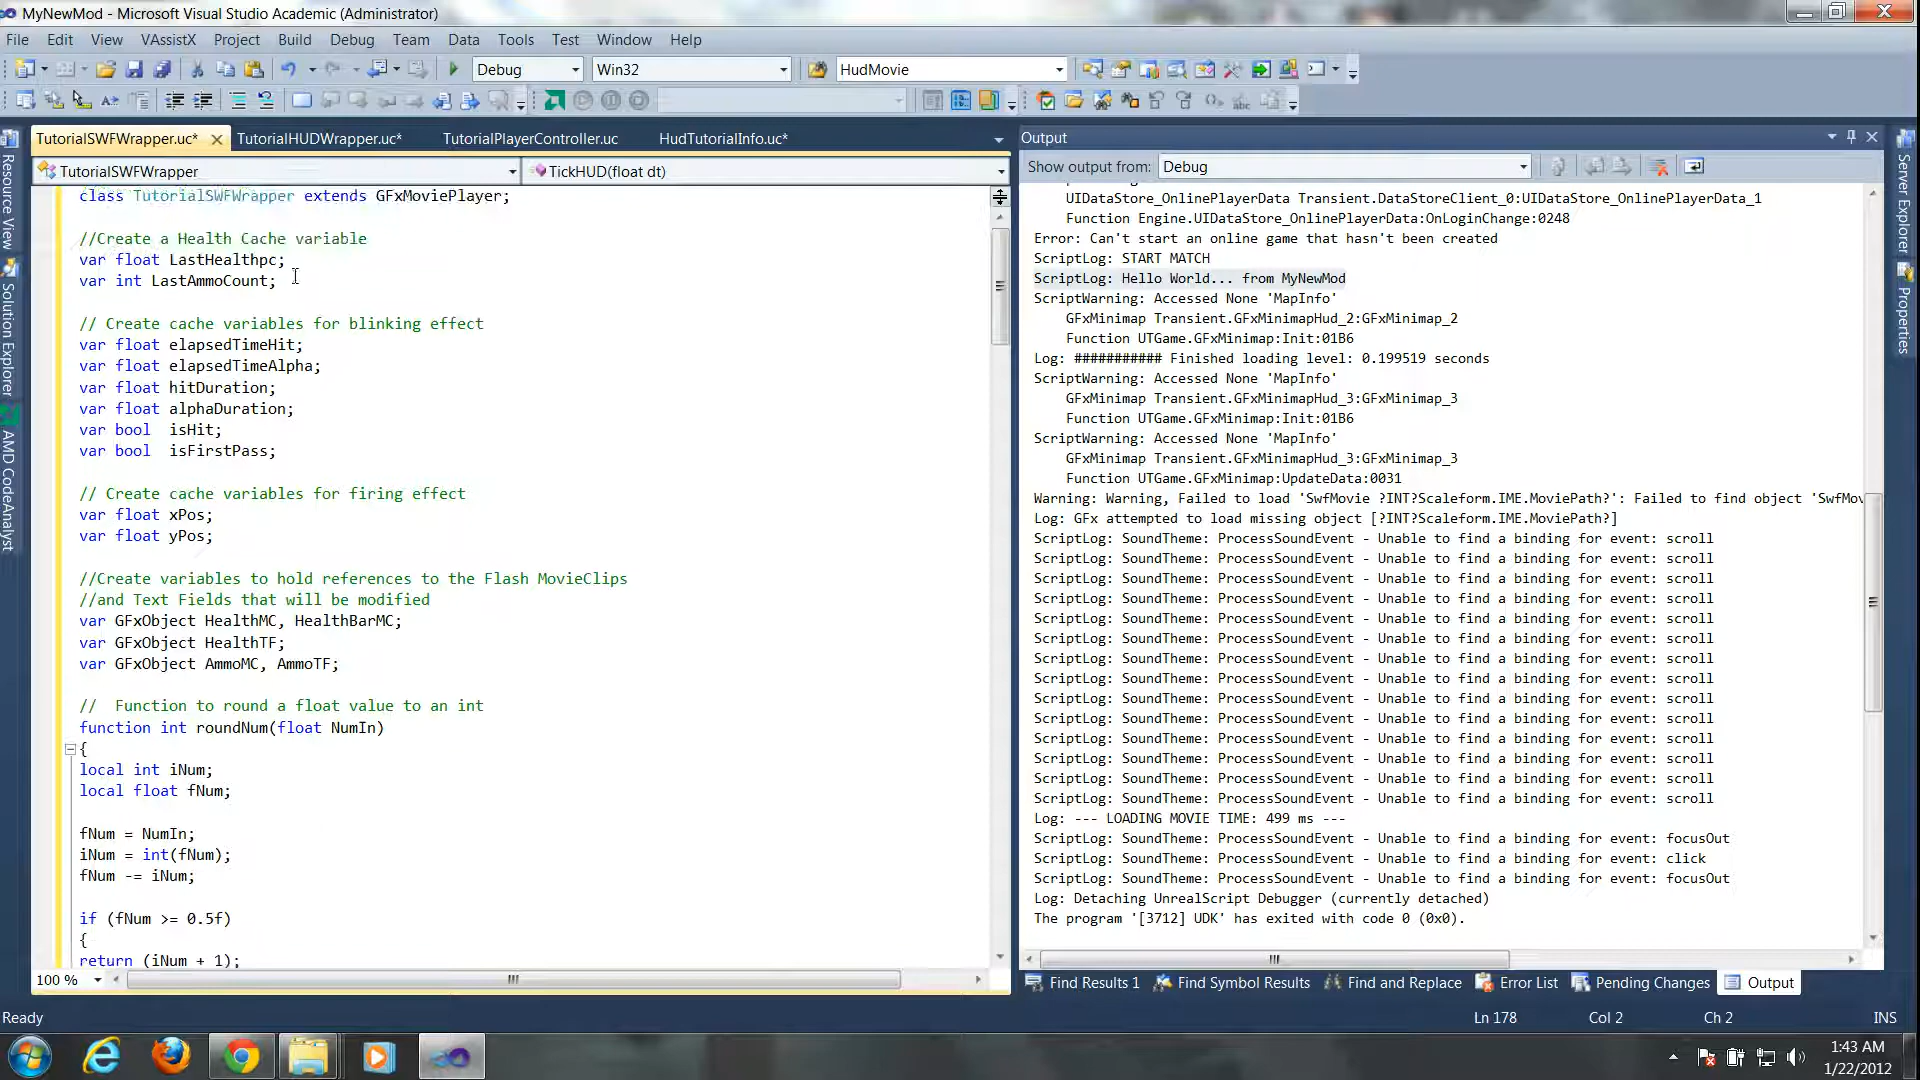 MyNewMod - Microsoft Visual Studio Academic (Administrator)
File Edit View VAssistX Project Build Debug Team Data Tools Test Window Help
Debug Win32 HudMovie
TutorialSWFWrapper.uc* TutorialHUDWrapper.uc* TutorialPlayerController.uc HudTutorialInfo.uc*
TutorialSWFWrapper TickHUD(float dt)
class TutorialSWFWrapper extends GFxMoviePlayer;
//Create a Health Cache variable
var float LastHealthpc;
var int LastAmmoCount;
// Create cache variables for blinking effect
var float elapsedTimeHit;
var float elapsedTimeAlpha;
var float hitDuration;
var float alphaDuration;
var bool isHit;
var bool isFirstPass;
// Create cache variables for firing effect
var float xPos;
var float yPos;
//Create variables to hold references to the Flash MovieClips
//and Text Fields that will be modified
var GFxObject HealthMC, HealthBarMC;
var GFxObject HealthTF;
var GFxObject AmmoMC, AmmoTF;
// Function to round a float value to an int
function int roundNum(float NumIn)
{
local int iNum;
local float fNum;
fNum = NumIn;
iNum = int(fNum);
fNum -= iNum;
if (fNum >= 0.5f)
{
return (iNum + 1);
100 %
Output
Show output from: Debug
UIDataStore_OnlinePlayerData Transient.DataStoreClient_0:UIDataStore_OnlinePlayerData_1
Function Engine.UIDataStore_OnlinePlayerData:OnLoginChange:0248
Error: Can't start an online game that hasn't been created
ScriptLog: START MATCH
ScriptLog: Hello World... from MyNewMod
ScriptWarning: Accessed None 'MapInfo'
GFxMinimap Transient.GFxMinimapHud_2:GFxMinimap_2
Function UTGame.GFxMinimap:Init:01B6
Log: ########### Finished loading level: 0.199519 seconds
ScriptWarning: Accessed None 'MapInfo'
GFxMinimap Transient.GFxMinimapHud_3:GFxMinimap_3
Function UTGame.GFxMinimap:Init:01B6
ScriptWarning: Accessed None 'MapInfo'
GFxMinimap Transient.GFxMinimapHud_3:GFxMinimap_3
Function UTGame.GFxMinimap:UpdateData:0031
Warning: Warning, Failed to load 'SwfMovie ?INT?Scaleform.IME.MoviePath?': Failed to find object 'SwfMov
Log: GFx attempted to load missing object [?INT?Scaleform.IME.MoviePath?]
ScriptLog: SoundTheme: ProcessSoundEvent - Unable to find a binding for event: scroll
ScriptLog: SoundTheme: ProcessSoundEvent - Unable to find a binding for event: scroll
ScriptLog: SoundTheme: ProcessSoundEvent - Unable to find a binding for event: scroll
ScriptLog: SoundTheme: ProcessSoundEvent - Unable to find a binding for event: scroll
ScriptLog: SoundTheme: ProcessSoundEvent - Unable to find a binding for event: scroll
ScriptLog: SoundTheme: ProcessSoundEvent - Unable to find a binding for event: scroll
ScriptLog: SoundTheme: ProcessSoundEvent - Unable to find a binding for event: scroll
ScriptLog: SoundTheme: ProcessSoundEvent - Unable to find a binding for event: scroll
ScriptLog: SoundTheme: ProcessSoundEvent - Unable to find a binding for event: scroll
ScriptLog: SoundTheme: ProcessSoundEvent - Unable to find a binding for event: scroll
ScriptLog: SoundTheme: ProcessSoundEvent - Unable to find a binding for event: scroll
ScriptLog: SoundTheme: ProcessSoundEvent - Unable to find a binding for event: scroll
ScriptLog: SoundTheme: ProcessSoundEvent - Unable to find a binding for event: scroll
ScriptLog: SoundTheme: ProcessSoundEvent - Unable to find a binding for event: scroll
Log: --- LOADING MOVIE TIME: 499 ms ---
ScriptLog: SoundTheme: ProcessSoundEvent - Unable to find a binding for event: focusOut
ScriptLog: SoundTheme: ProcessSoundEvent - Unable to find a binding for event: click
ScriptLog: SoundTheme: ProcessSoundEvent - Unable to find a binding for event: focusOut
Log: Detaching UnrealScript Debugger (currently detached)
The program '[3712] UDK' has exited with code 0 (0x0).
Find Results 1 Find Symbol Results Find and Replace Error List Pending Changes Output
Resource View
Solution Explorer
AMD CodeAnalyst
Server Explorer
Properties
Ready Ln 178 Col 2 Ch 2 INS
1:43 AM
1/22/2012